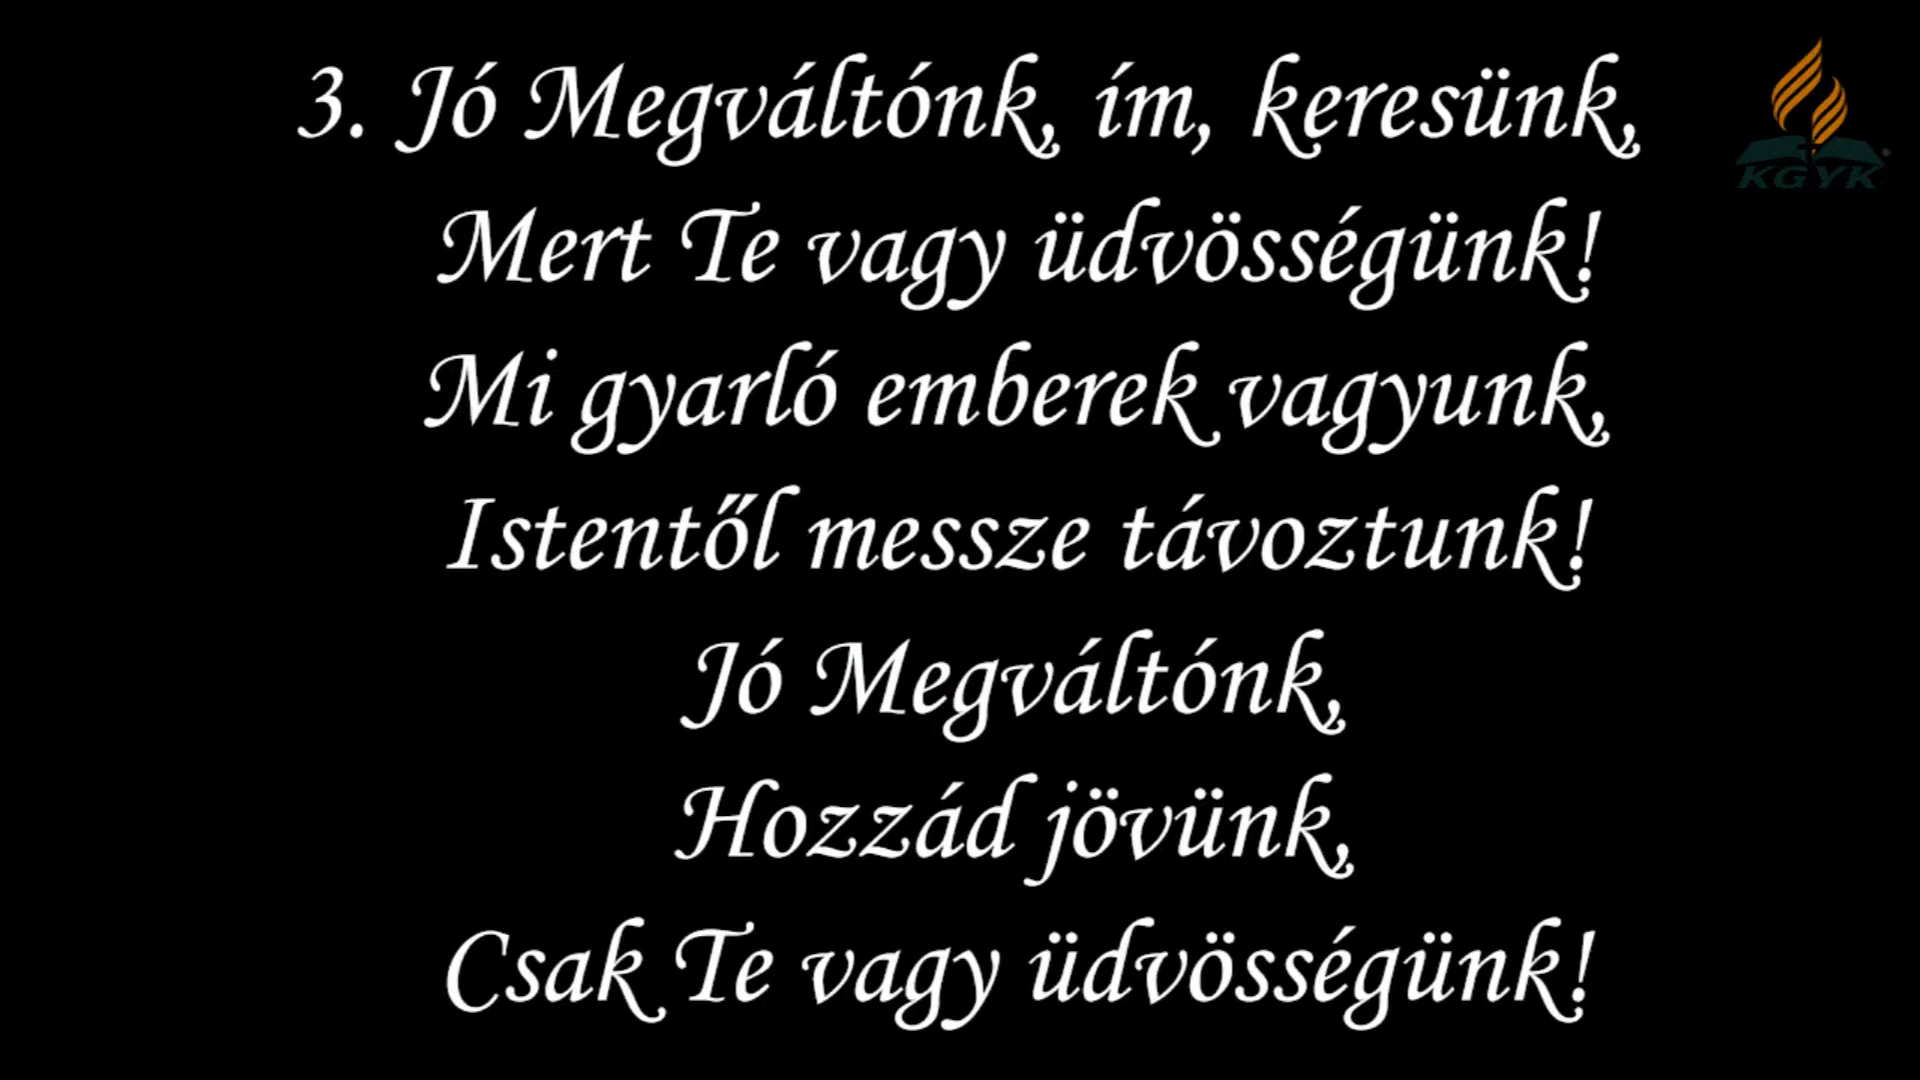 3. Jó Megváltónk, ím, keresünk,
Mert Te vagy üdvösségünk!
Mi gyarló emberek vagyunk,
Istentől messze távoztunk!
Jó Megváltónk,
Hozzád jövünk,
Csak Te vagy üdvösségünk!
KGYK